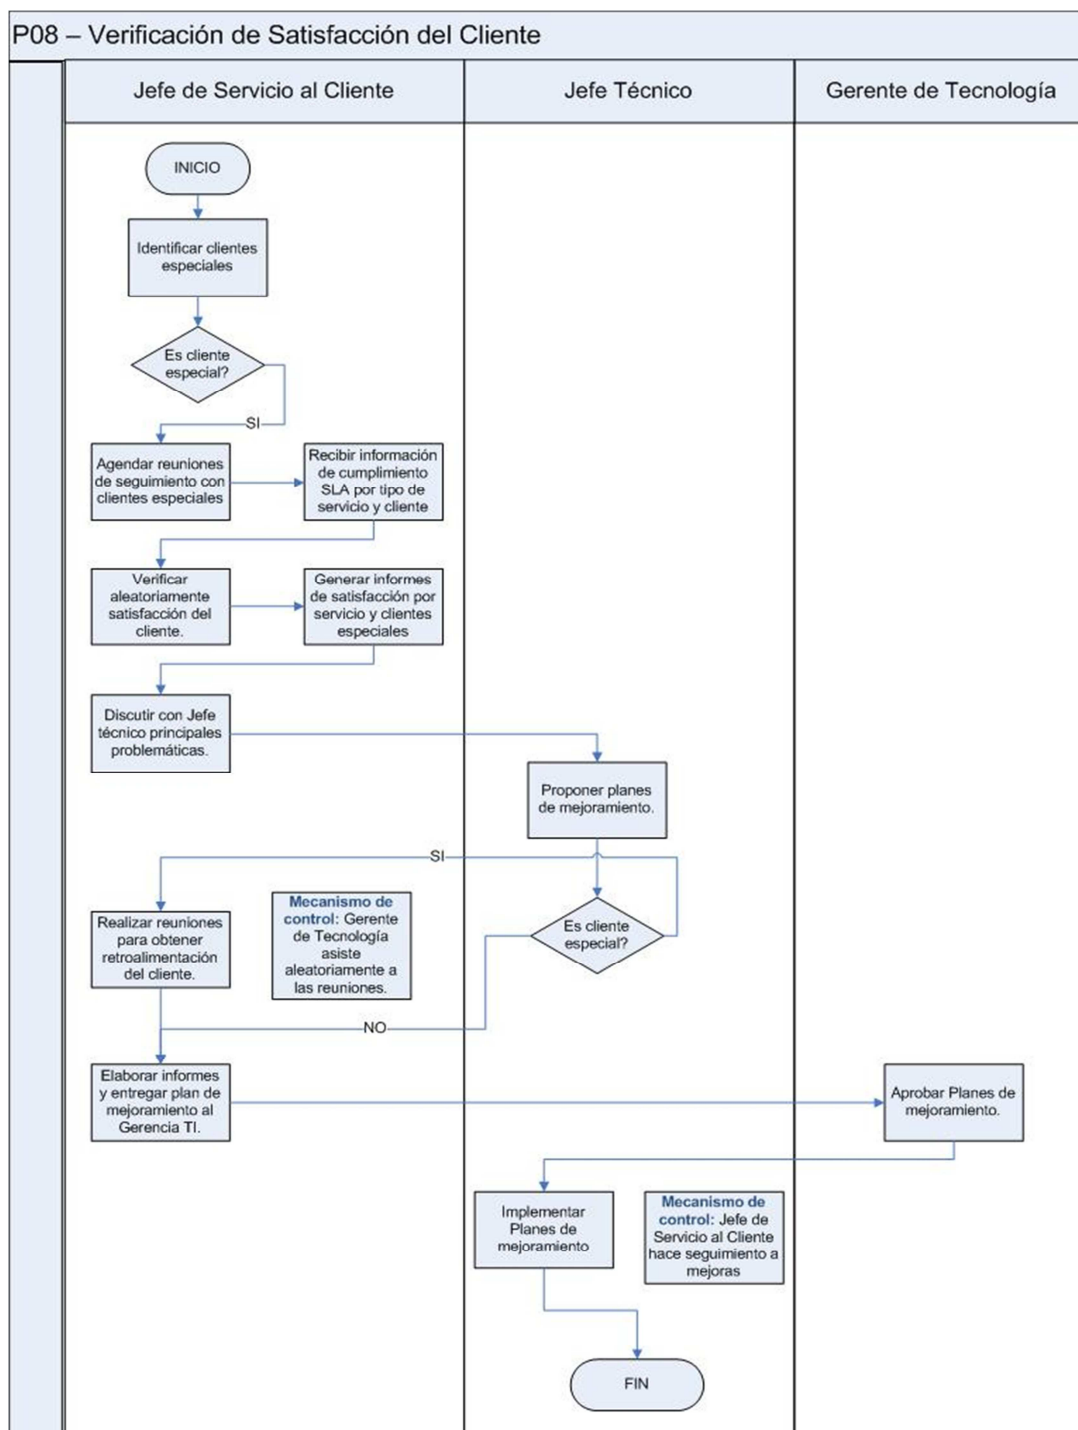 P08 – Verificación de Satisfacción del Cliente
Jefe de Servicio al Cliente
Jefe Técnico
Gerente de Tecnología
INICIO
Identificar clientes
especiales
Es cliente
especial?
SI
Agendar reuniones
de seguimiento con
clientes especiales
Recibir información
de cumplimiento
SLA por tipo de
servicio y cliente
Verificar
aleatoriamente
satisfacción del
cliente.
Generar informes
de satisfacción por
servicio y clientes
especiales
Discutir con Jefe
técnico principales
problemáticas.
Proponer planes
de mejoramiento.
SI
Es cliente
especial?
Realizar reuniones
para obtener
retroalimentación
del cliente.
Mecanismo de
control: Gerente
de Tecnología
asiste
aleatoriamente a
las reuniones.
NO
Elaborar informes
y entregar plan de
mejoramiento al
Gerencia TI.
Aprobar Planes de
mejoramiento.
Implementar
Planes de
mejoramiento
Mecanismo de
control: Jefe de
Servicio al Cliente
hace seguimiento a
mejoras
FIN